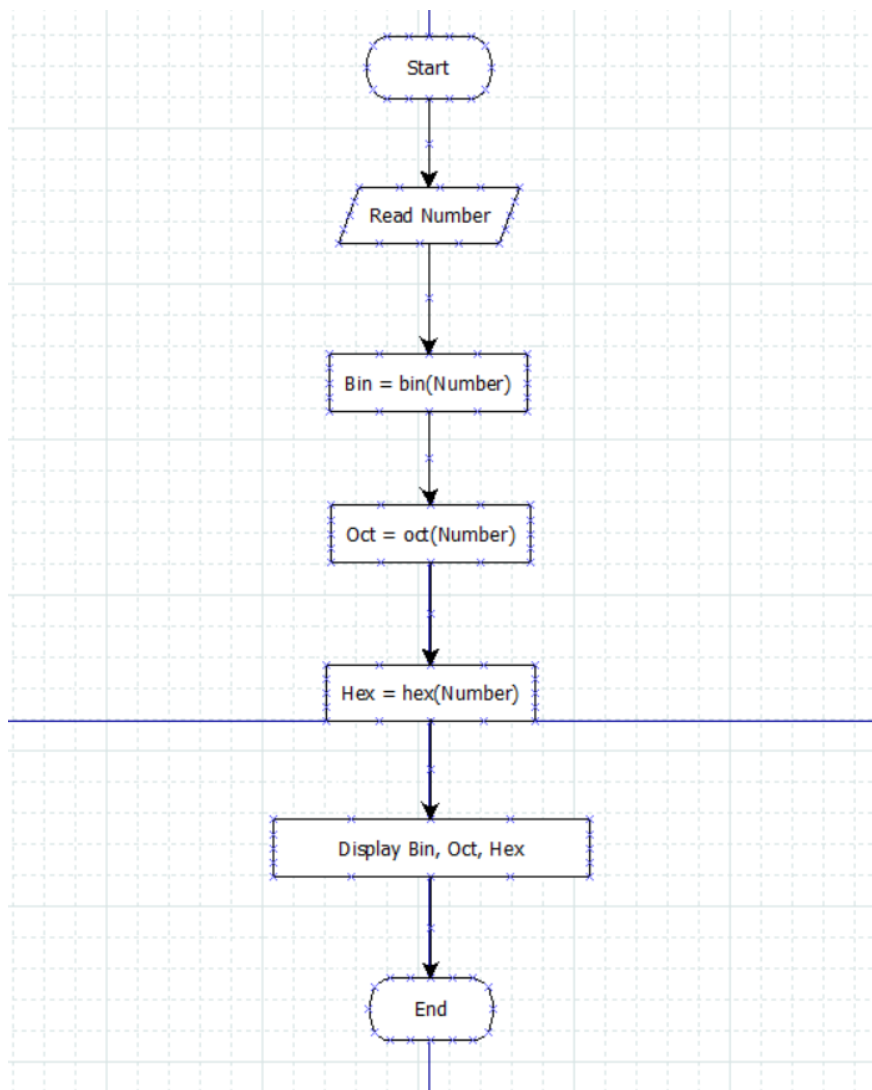 Start
Read Number
Bin = bin(Number)
Oct = oct(Number)
Hex = hex(Number)
Display Bin, Oct, Hex
End